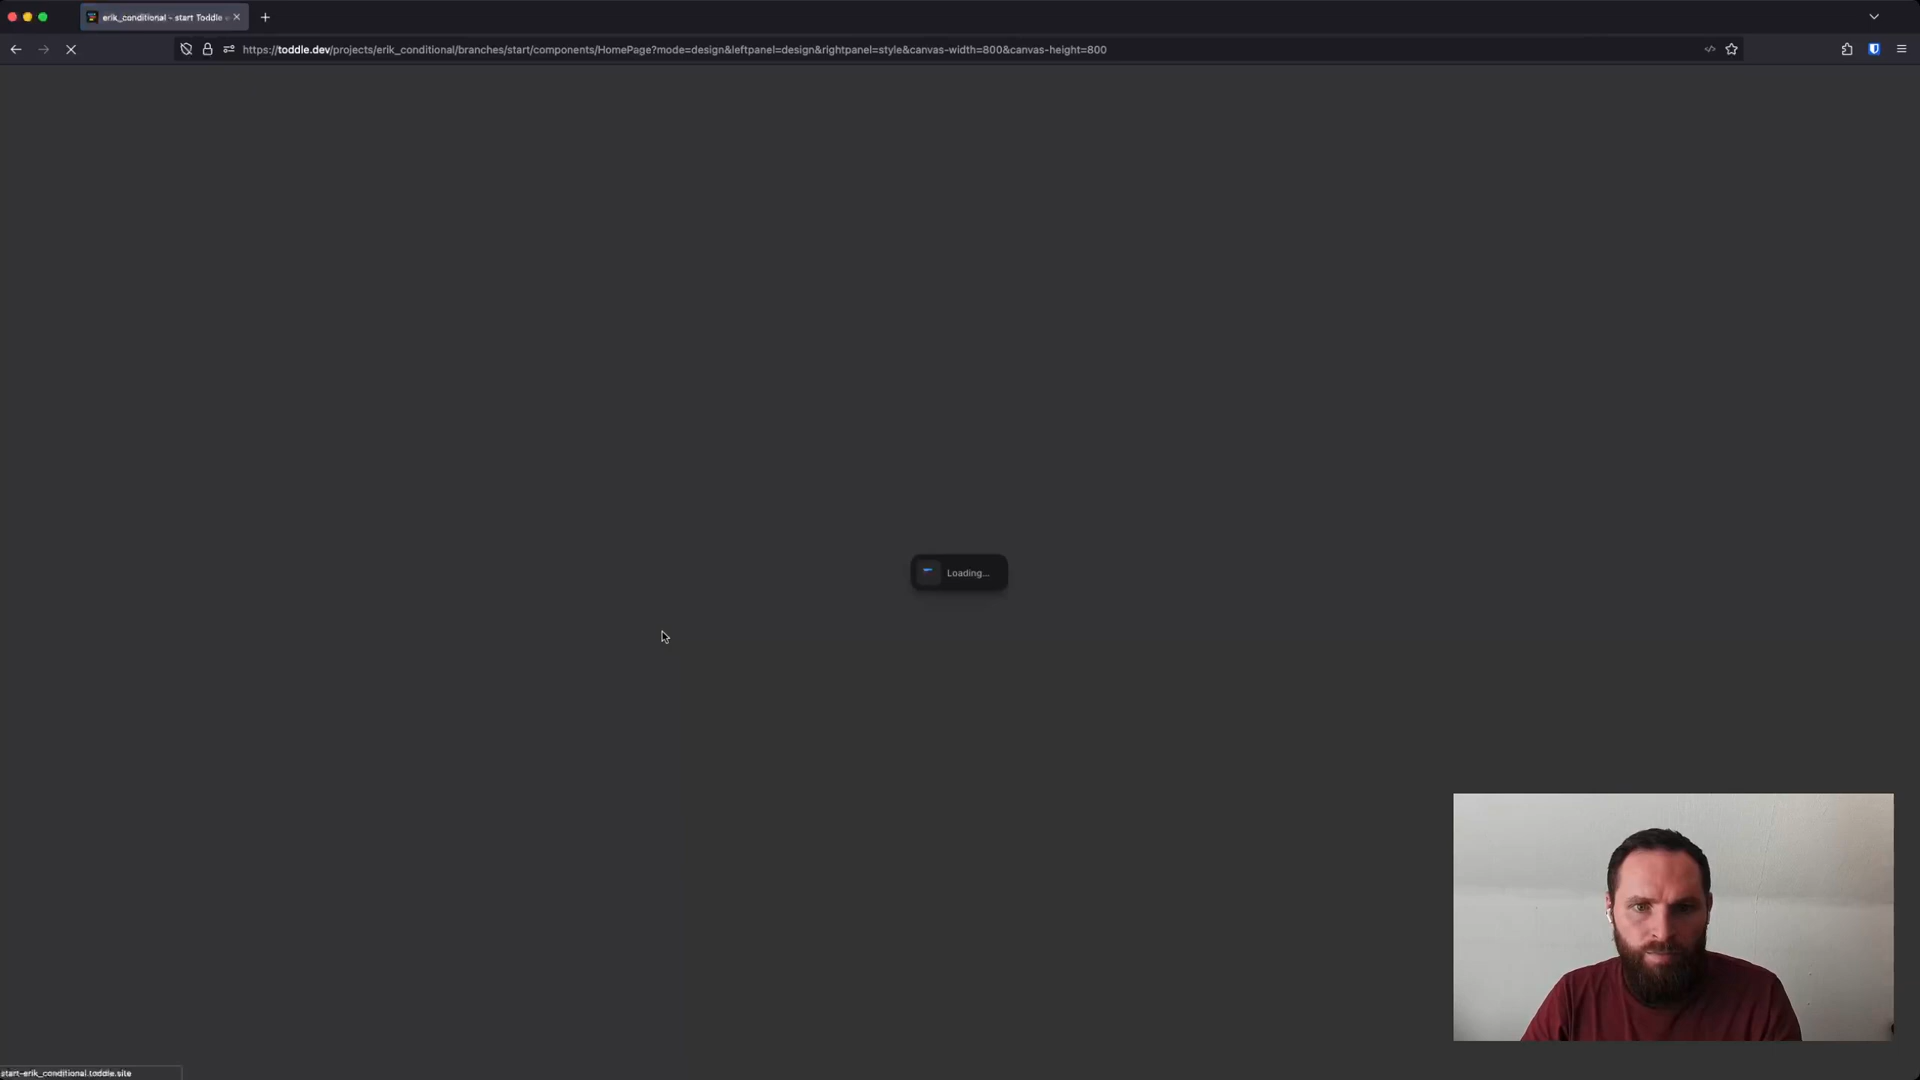 erik_conditional - start Toddle
https://toddle.dev/projects/erik_conditional/branches/start/components/HomePage?mode=design&leftpanel=design&rightpanel=style&canvas-width=800&canvas-height=800
Loading...
start-erik_conditional.toddle.site